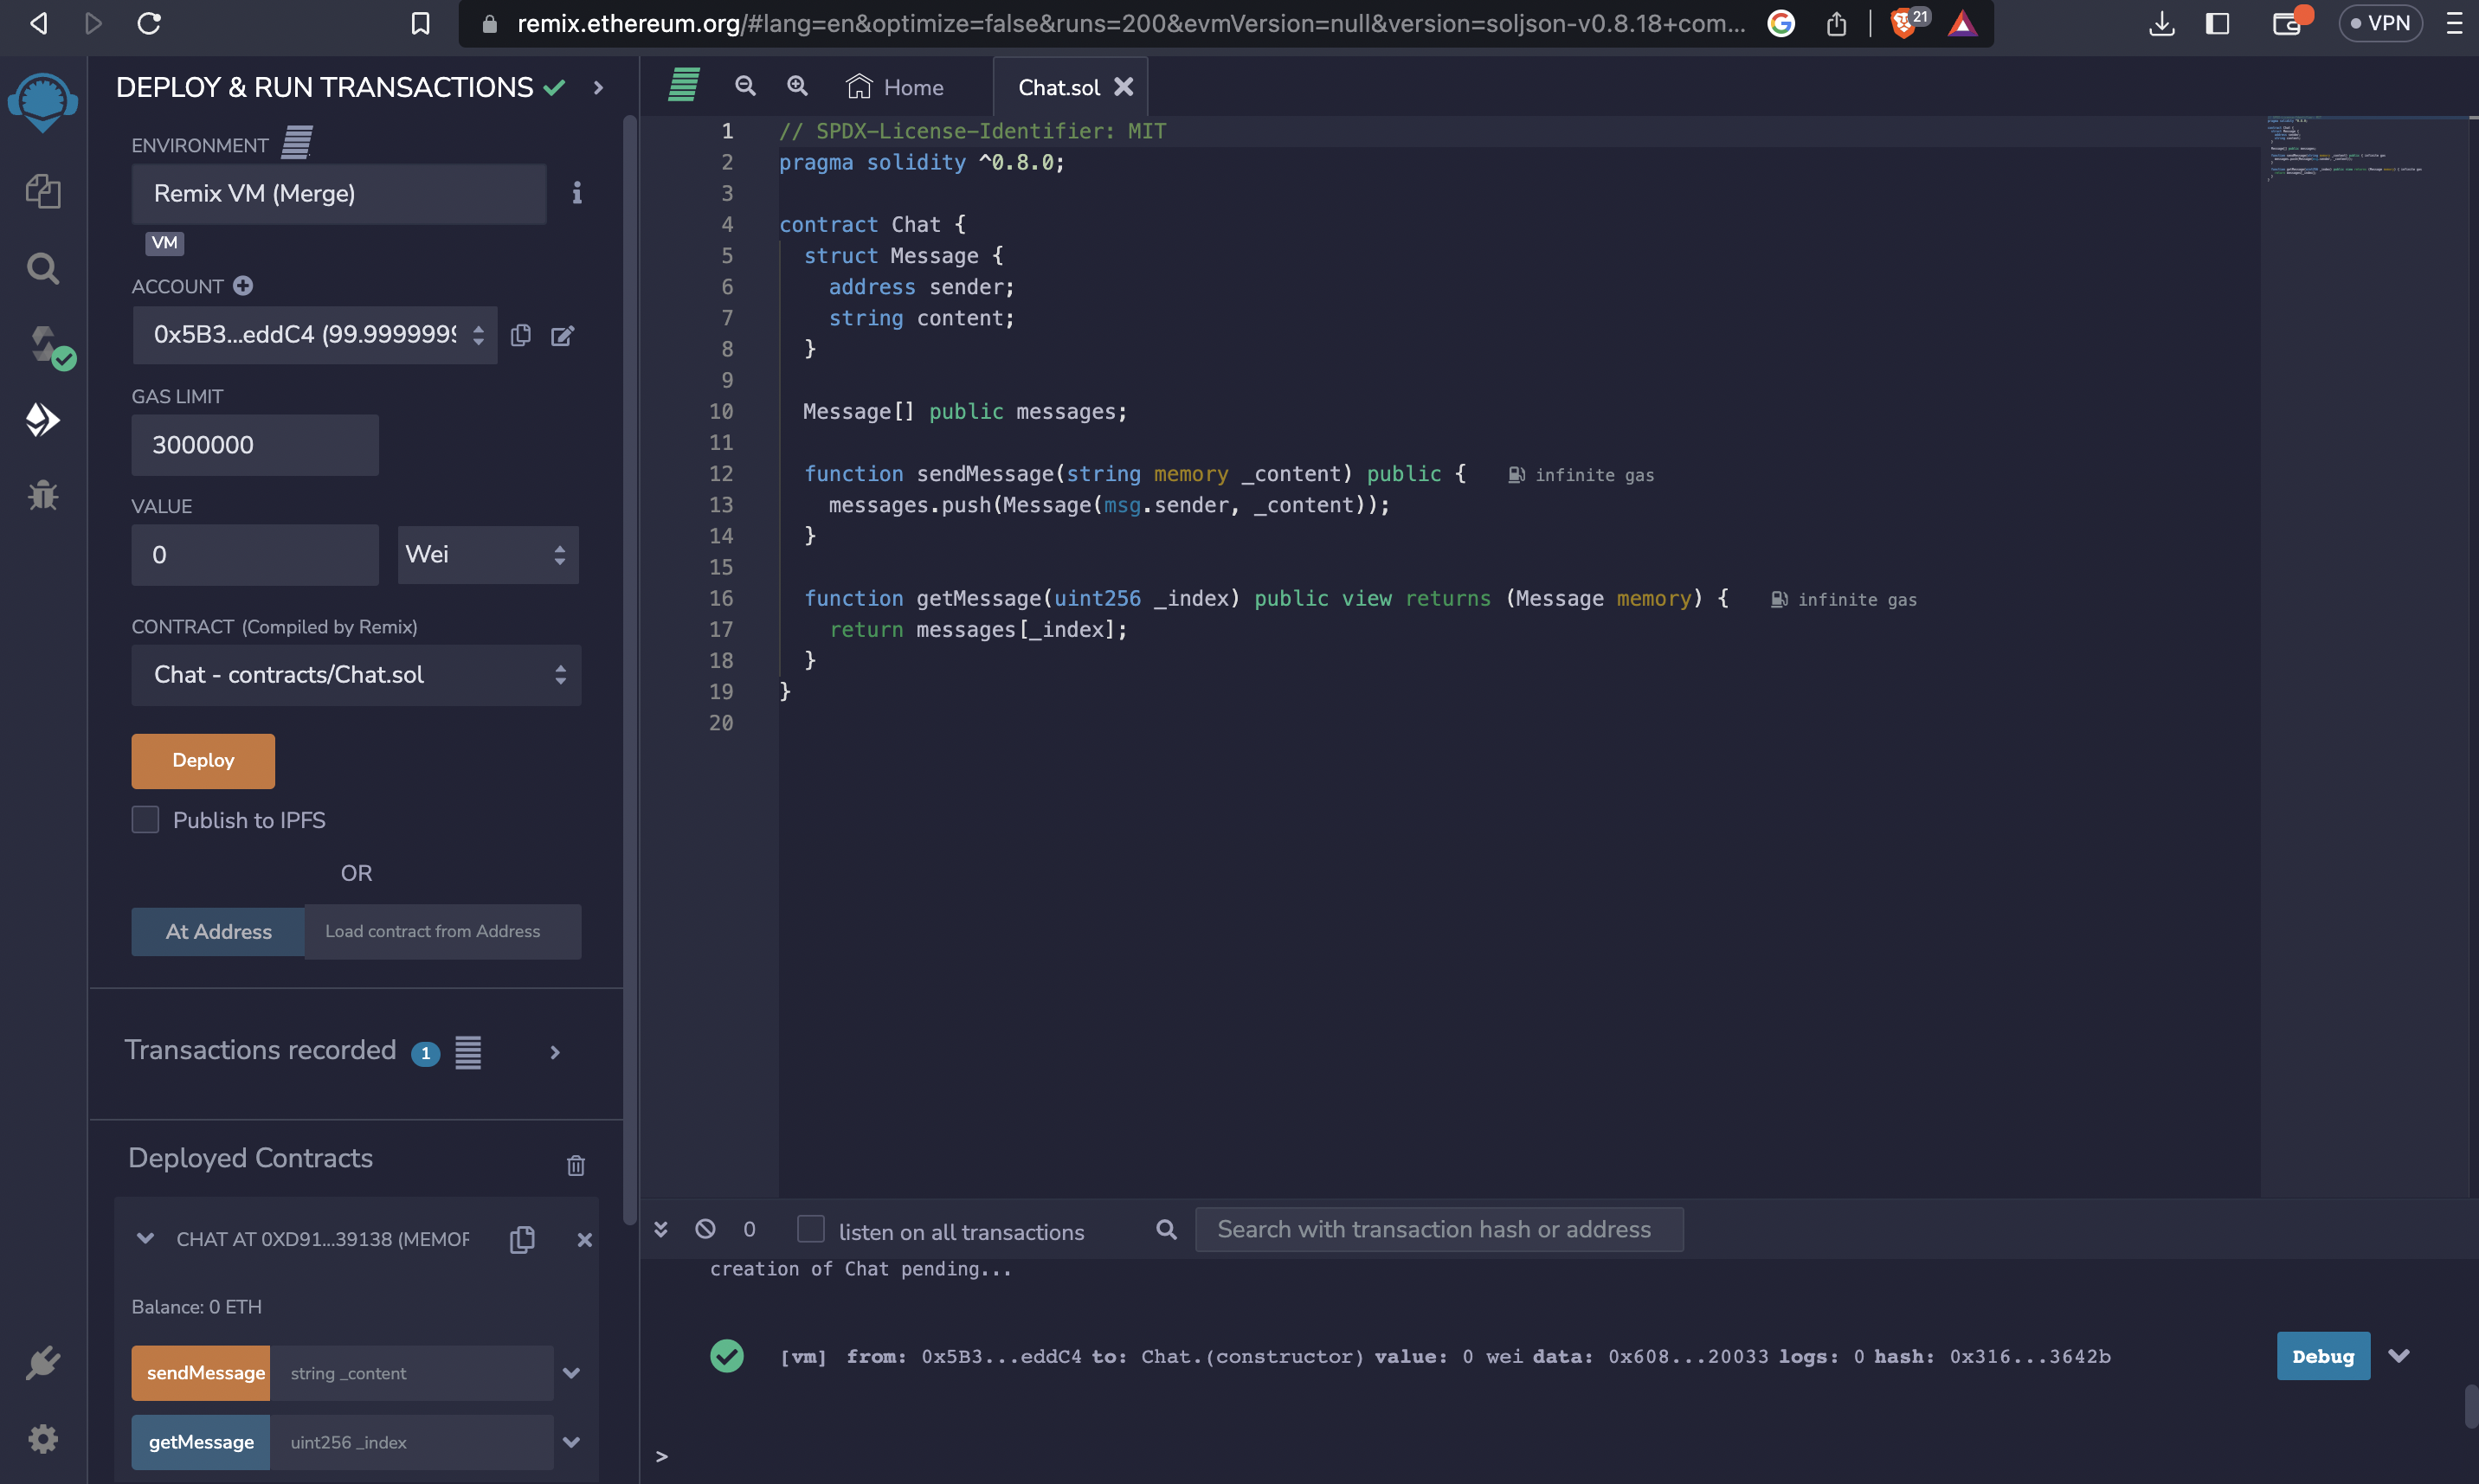 remix.ethereum.org/#lang=en&optimize=false&runs=200&evmVersion=null&version=soljson-v0.8.18+com...
21
VPN
DEPLOY & RUN TRANSACTIONS
ENVIRONMENT
Remix VM (Merge)
VM
ACCOUNT
0x5B3...eddC4 (99.9999999
GAS LIMIT
3000000
VALUE
0
Wei
CONTRACT (Compiled by Remix)
Chat - contracts/Chat.sol
Deploy
Publish to IPFS
OR
At Address
Load contract from Address
Transactions recorded 1
Deployed Contracts
CHAT AT 0XD91...39138 (MEMOR
Balance: 0 ETH
sendMessage string _content
getMessage uint256 _index
Home
Chat.sol
1 // SPDX-License-Identifier: MIT
2 pragma solidity ^0.8.0;
3
4 contract Chat {
5 struct Message {
6 address sender;
7 string content;
8 }
9
10 Message[] public messages;
11
12 function sendMessage(string memory _content) public { infinite gas
13 messages.push(Message(msg.sender, _content));
14 }
15
16 function getMessage(uint256 _index) public view returns (Message memory) { infinite gas
17 return messages[_index];
18 }
19 }
20
0
listen on all transactions
Search with transaction hash or address
creation of Chat pending...
[vm] from: 0x5B3...eddC4 to: Chat.(constructor) value: 0 wei data: 0x608...20033 logs: 0 hash: 0x316...3642b
Debug
>